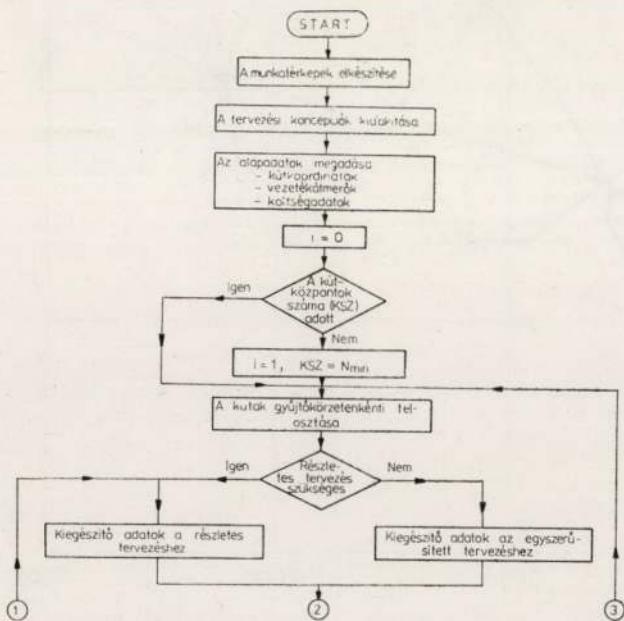 START
A munkatérkepek elkészítése
A tervezési koncepciók kialakítása
Az alapadatok megadása
- kútkoordináták
- vezetékátmérők
- költségadatok
i = 0
Igen
A kút-
központok
száma (KSZ)
adott
Nem
i = 1, KSZ = Nmin
A kutak gyűjtőkörzetenkénti fel-
osztása
Igen
Részle-
tes tervezés
szükséges
Nem
Kiegészítő adatok a részletes
tervezéshez
Kiegészítő adatok az egyszerű-
sített tervezéshez
1
2
3